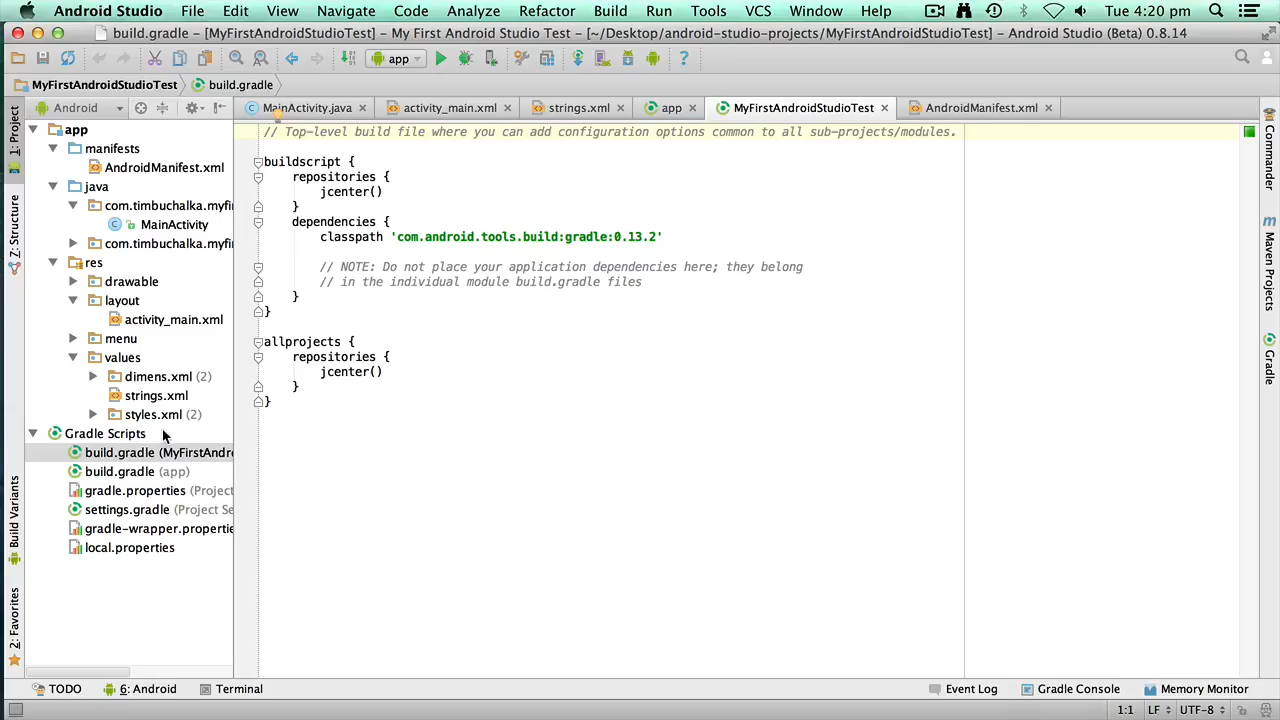 Android Studio File Edit View Navigate Code Analyze Refactor Build Run Tools VCS Window Help Tue 4:20 pm
build.gradle - [MyFirstAndroidStudioTest] - My First Android Studio Test - [~/Desktop/android-studio-projects/MyFirstAndroidStudioTest] - Android Studio (Beta) 0.8.14
app
MyFirstAndroidStudioTest build.gradle
Android MainActivity.java activity_main.xml strings.xml app MyFirstAndroidStudioTest AndroidManifest.xml
1: Project
Z: Structure
Build Variants
2: Favorites
app
manifests
AndroidManifest.xml
java
com.timbuchalka.myfir
MainActivity
com.timbuchalka.myfir
res
drawable
layout
activity_main.xml
menu
values
dimens.xml (2)
strings.xml
styles.xml (2)
Gradle Scripts
build.gradle (MyFirstAndro
build.gradle (app)
gradle.properties (Project
settings.gradle (Project Se
gradle-wrapper.propertie
local.properties
// Top-level build file where you can add configuration options common to all sub-projects/modules.
buildscript {
repositories {
jcenter()
}
dependencies {
classpath 'com.android.tools.build:gradle:0.13.2'
// NOTE: Do not place your application dependencies here; they belong
// in the individual module build.gradle files
}
}
allprojects {
repositories {
jcenter()
}
}
Commander
Maven Projects
Gradle
TODO 6: Android Terminal Event Log Gradle Console Memory Monitor
1:1 LF UTF-8